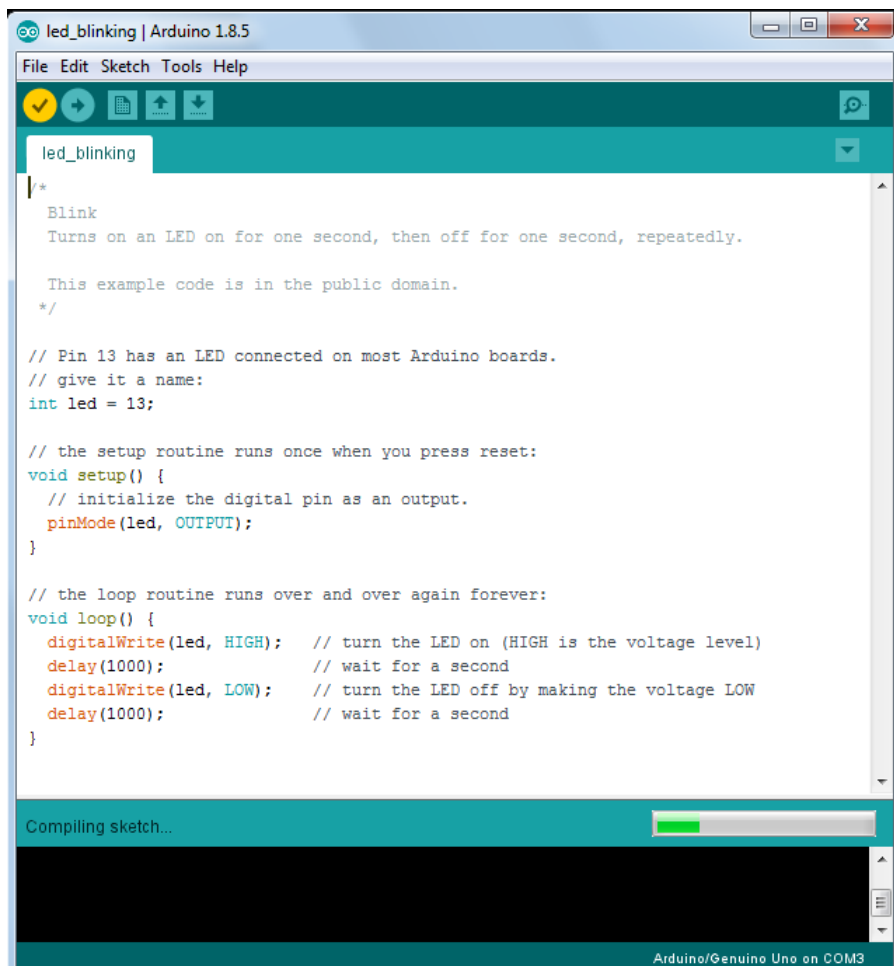 led_blinking | Arduino 1.8.5
File Edit Sketch Tools Help
led_blinking
/*
  Blink
  Turns on an LED on for one second, then off for one second, repeatedly.

  This example code is in the public domain.
 */

// Pin 13 has an LED connected on most Arduino boards.
// give it a name:
int led = 13;

// the setup routine runs once when you press reset:
void setup() {
  // initialize the digital pin as an output.
  pinMode(led, OUTPUT);
}

// the loop routine runs over and over again forever:
void loop() {
  digitalWrite(led, HIGH);   // turn the LED on (HIGH is the voltage level)
  delay(1000);               // wait for a second
  digitalWrite(led, LOW);    // turn the LED off by making the voltage LOW
  delay(1000);               // wait for a second
}
Compiling sketch...
Arduino/Genuino Uno on COM3